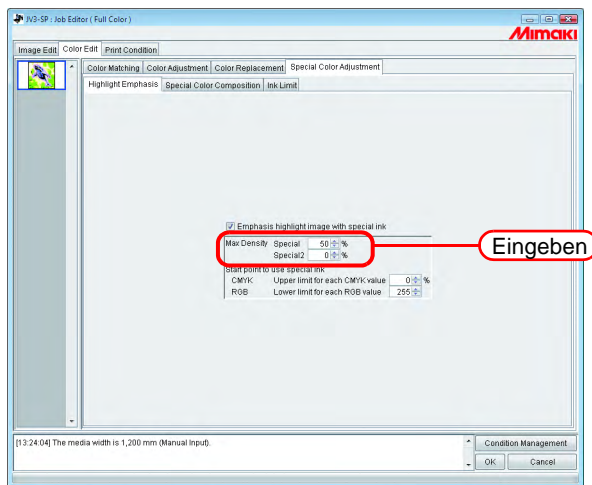 JV3-SP : Job Editor ( Full Color )
Mimaki
Image Edit Color Edit Print Condition
Color Matching Color Adjustment Color Replacement Special Color Adjustment
Highlight Emphasis Special Color Composition Ink Limit
Emphasis highlight image with special ink
Max Density Special 50 %
Eingeben
Special2 0 %
Start point to use special ink
CMYK Upper limit for each CMYK value 0 %
RGB Lower limit for each RGB value 255
[13:24:04] The media width is 1,200 mm (Manual Input).
Condition Management
OK Cancel